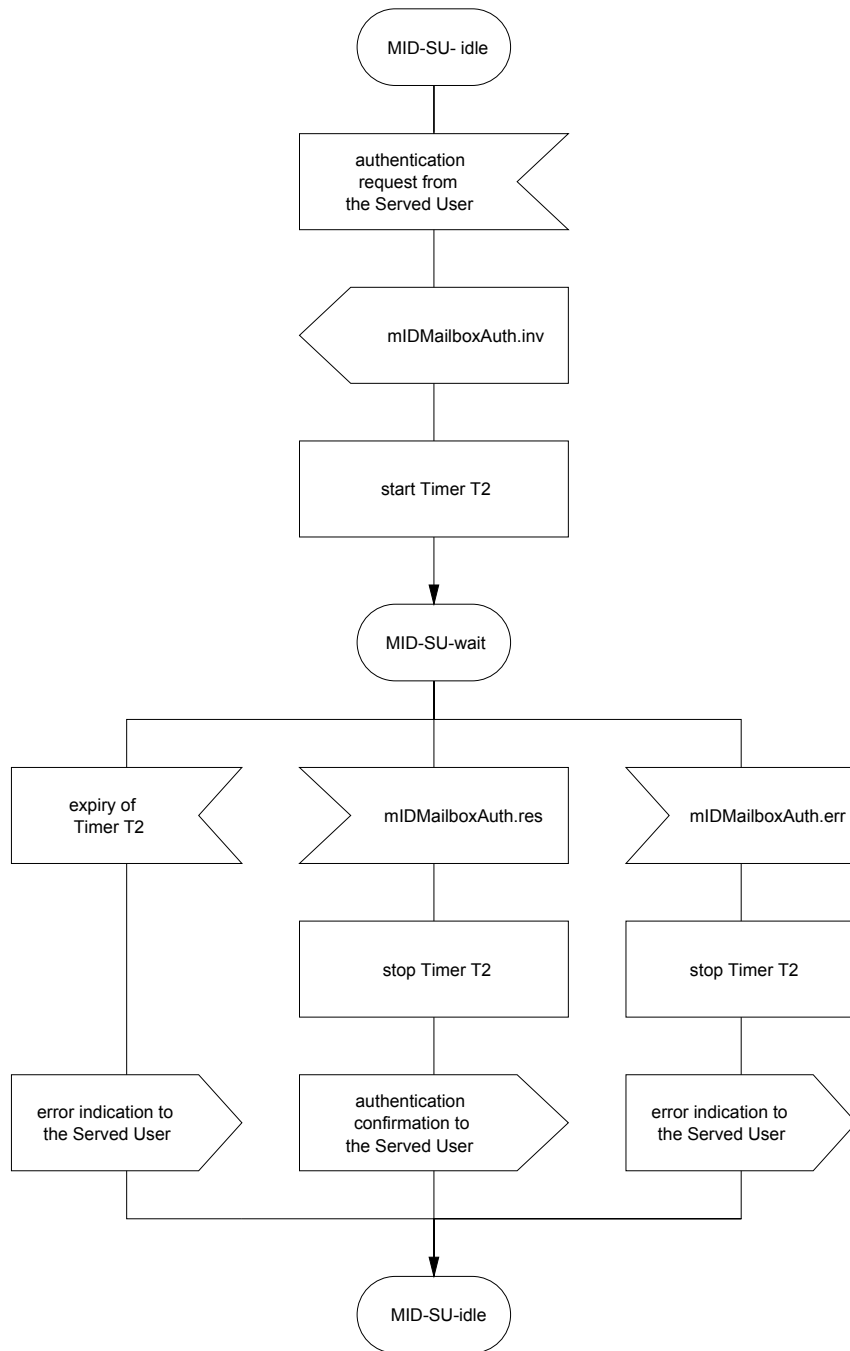 MID-SU- idle
authentication
request from
the Served User
mIDMailboxAuth.inv
start Timer T2
MID-SU-wait
expiry of
Timer T2
mIDMailboxAuth.res
mIDMailboxAuth.err
stop Timer T2
stop Timer T2
error indication to
the Served User
authentication
confirmation to
the Served User
error indication to
the Served User
MID-SU-idle